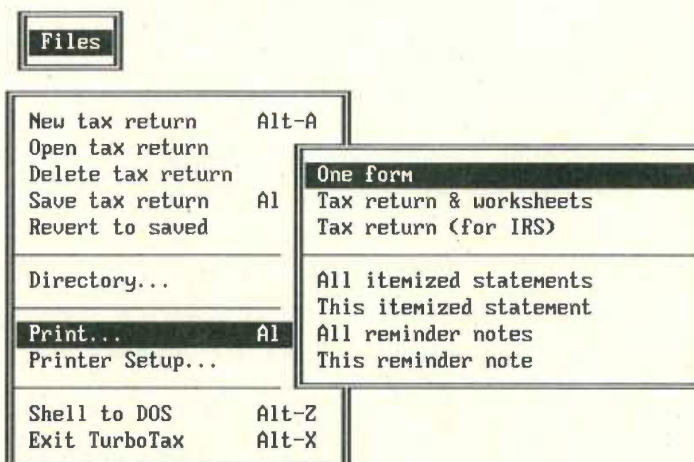 Files
New tax return Alt-A
Open tax return
Delete tax return
Save tax return Al
Revert to saved
Directory...
Print... Al
Printer Setup...
Shell to DOS Alt-Z
Exit TurboTax Alt-X
One form
Tax return & worksheets
Tax return (for IRS)
All itemized statements
This itemized statement
All reminder notes
This reminder note